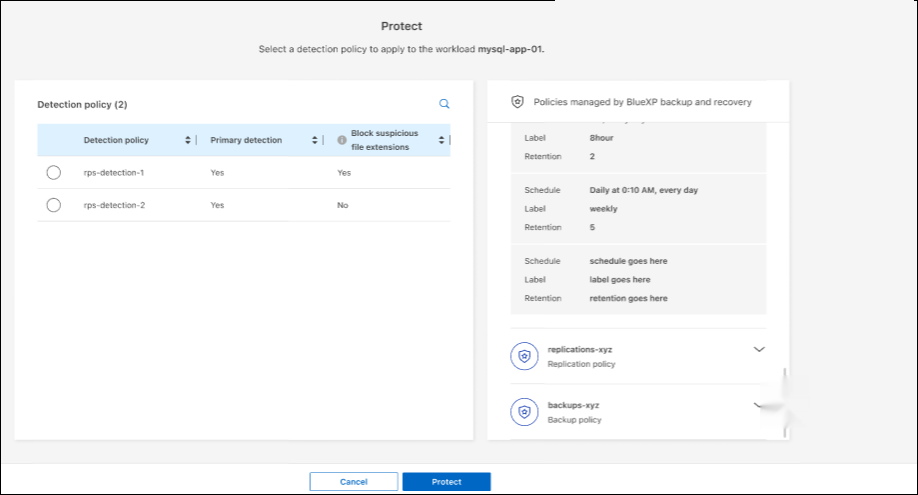 Protect
Select a detection policy to apply to the workload mysql-app-01.
Detection policy (2)
Detection policy
Primary detection
Block suspicious
file extensions
rps-detection-1
Yes
Yes
rps-detection-2
Yes
No
Policies managed by BlueXP backup and recovery
Label 8hour
Retention 2
Schedule Daily at 0:10 AM, every day
Label weekly
Retention 5
Schedule schedule goes here
Label label goes here
Retention retention goes here
replications-xyz
Replication policy
backups-xyz
Backup policy
Cancel
Protect